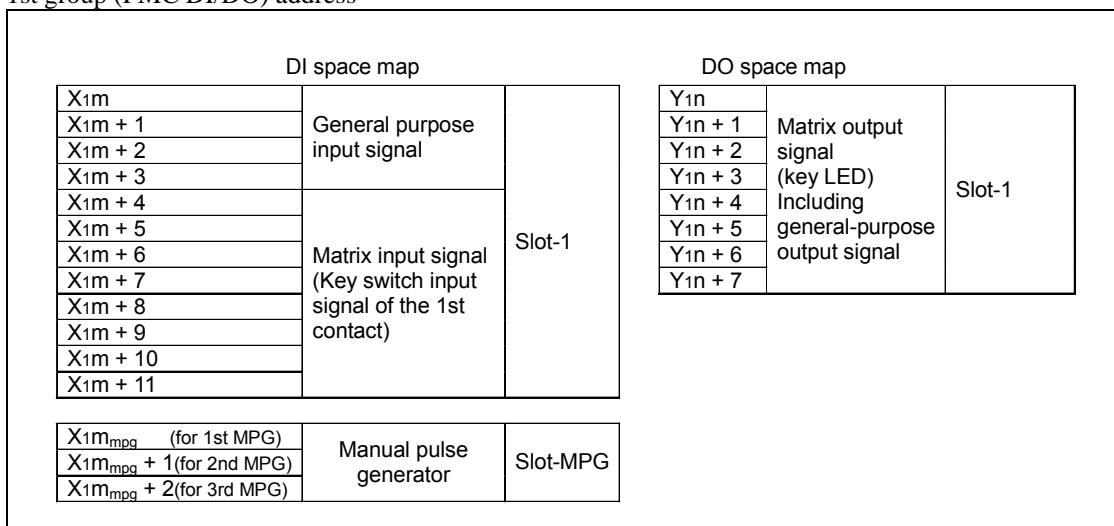 1st group (PMC DI/DO) address
DI space map
X1m
X1m + 1
X1m + 2
X1m + 3
X1m + 4
X1m + 5
X1m + 6
X1m + 7
X1m + 8
X1m + 9
X1m + 10
X1m + 11
General purpose
input signal
Matrix input signal
(Key switch input
signal of the 1st
contact)
Slot-1
DO space map
Y1n
Y1n + 1
Y1n + 2
Y1n + 3
Y1n + 4
Y1n + 5
Y1n + 6
Y1n + 7
Matrix output
signal
(key LED)
Including
general-purpose
output signal
Slot-1
X1mmpg (for 1st MPG)
X1mmpg + 1(for 2nd MPG)
X1mmpg + 2(for 3rd MPG)
Manual pulse
generator
Slot-MPG